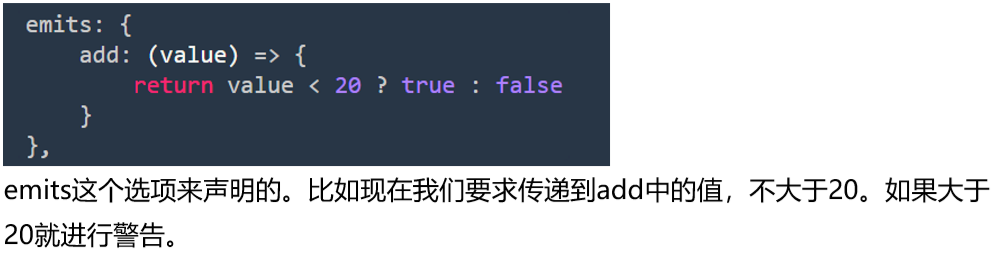 emits: {
    add: (value) => {
        return value < 20 ? true : false
    }
},
emits这个选项来声明的。比如现在我们要求传递到add中的值，不大于20。如果大于
20就进行警告。